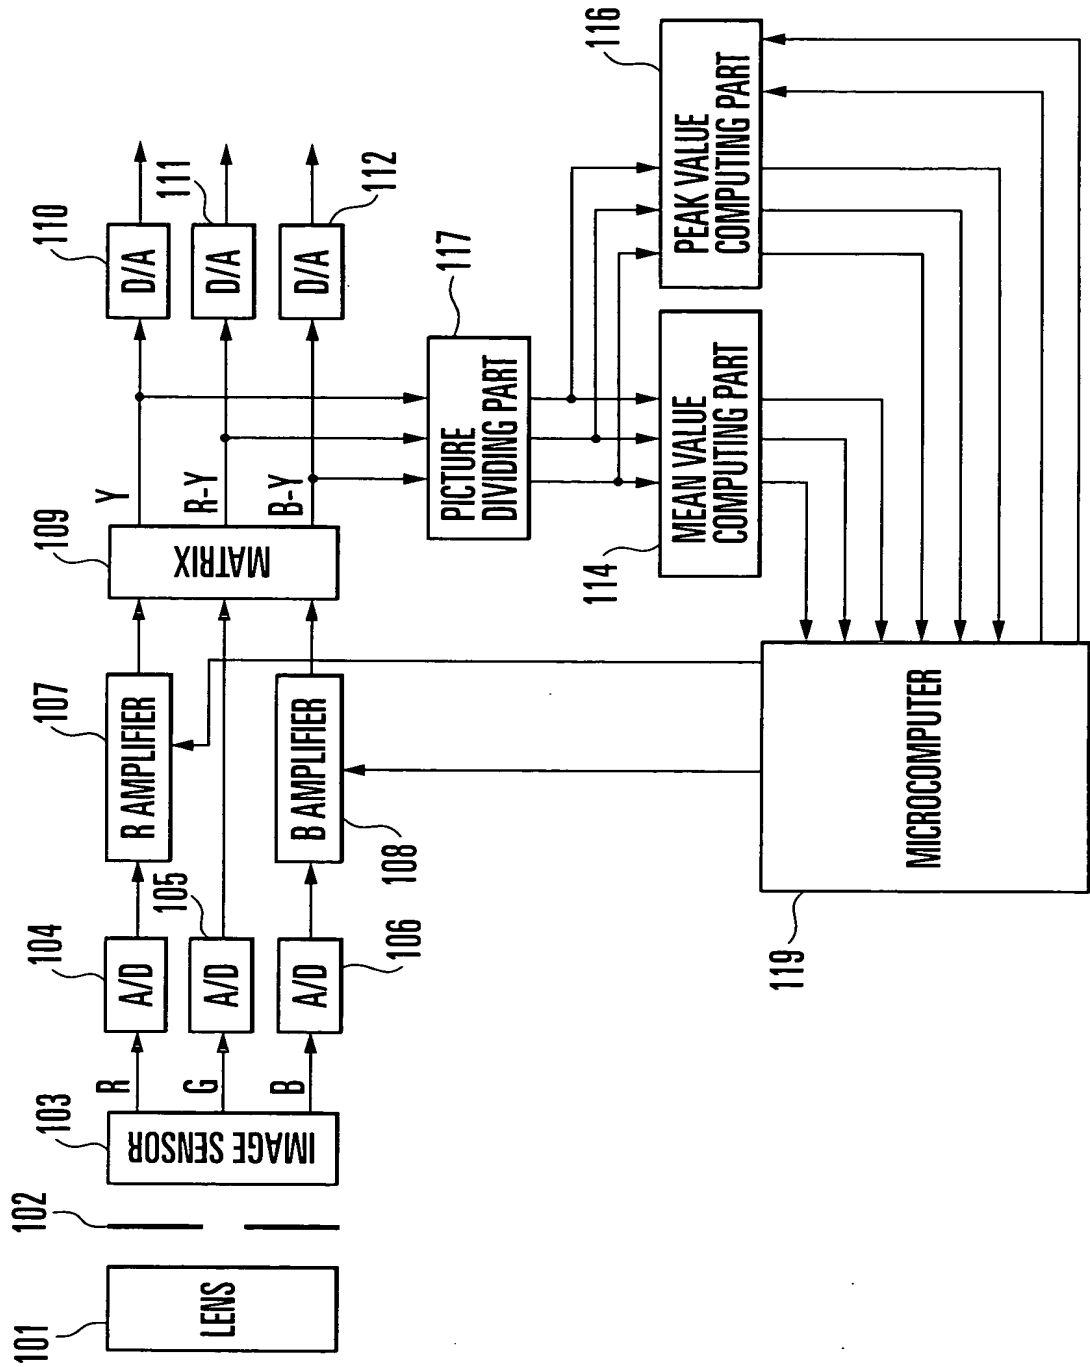 101
LENS
102
103
IMAGE SENSOR
R
G
B
104
A/D
105
A/D
106
A/D
107
R AMPLIFIER
108
B AMPLIFIER
109
MATRIX
Y
R-Y
B-Y
110
D/A
111
D/A
112
D/A
117
PICTURE
DIVIDING PART
114
MEAN VALUE
COMPUTING PART
116
PEAK VALUE
COMPUTING PART
119
MICROCOMPUTER